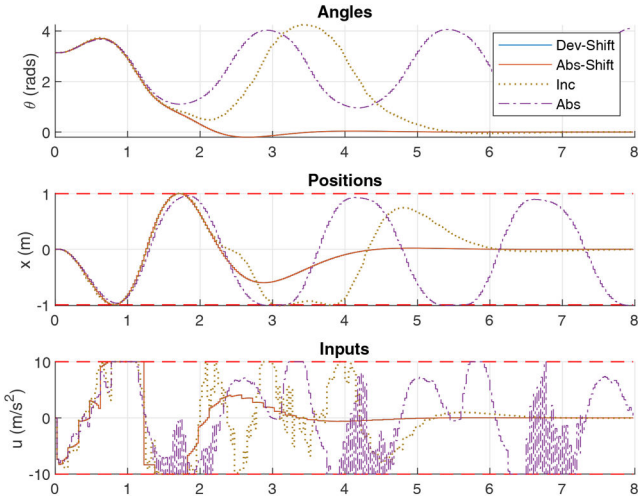 Angles
4
2
0
θ (rads)
Dev-Shift
Abs-Shift
Inc
Abs
0 1 2 3 4 5 6 7 8
Positions
1
0
-1
x (m)
0 1 2 3 4 5 6 7 8
Inputs
10
0
-10
u (m/s²)
0 1 2 3 4 5 6 7 8